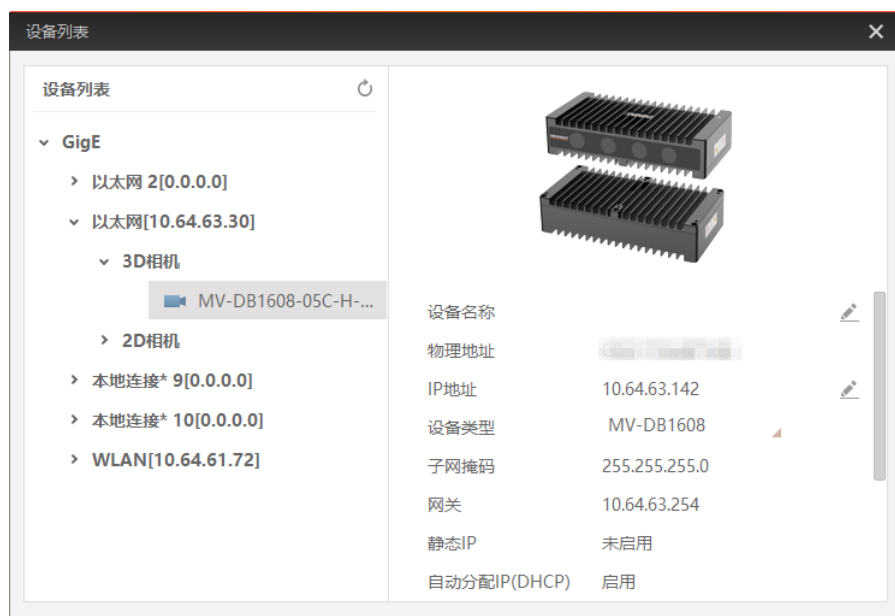 设备列表
设备列表
GigE
以太网 2[0.0.0.0]
以太网[10.64.63.30]
3D相机
MV-DB1608-05C-H-...
2D相机
本地连接* 9[0.0.0.0]
本地连接* 10[0.0.0.0]
WLAN[10.64.61.72]
设备名称
物理地址
IP地址 10.64.63.142
设备类型 MV-DB1608
子网掩码 255.255.255.0
网关 10.64.63.254
静态IP 未启用
自动分配IP(DHCP) 启用